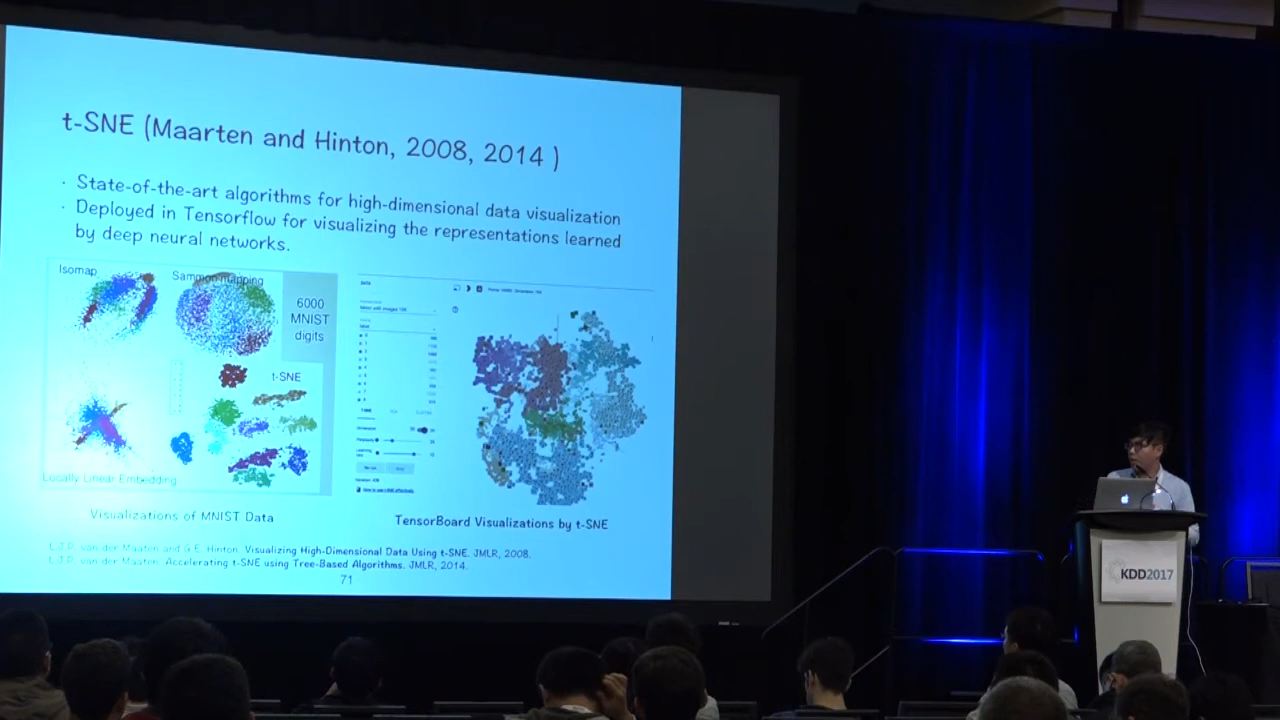 t-SNE (Maarten and Hinton, 2008, 2014 )
· State-of-the-art algorithms for high-dimensional data visualization
· Deployed in Tensorflow for visualizing the representations learned
by deep neural networks.
Isomap
Sammon mapping
6000
MNIST
digits
t-SNE
Locally Linear Embedding
Visualizations of MNIST Data
TensorBoard Visualizations by t-SNE
L.J.P. van der Maaten and G.E. Hinton. Visualizing High-Dimensional Data Using t-SNE. JMLR, 2008.
L.J.P. van der Maaten. Accelerating t-SNE using Tree-Based Algorithms. JMLR, 2014.
71
KDD2017